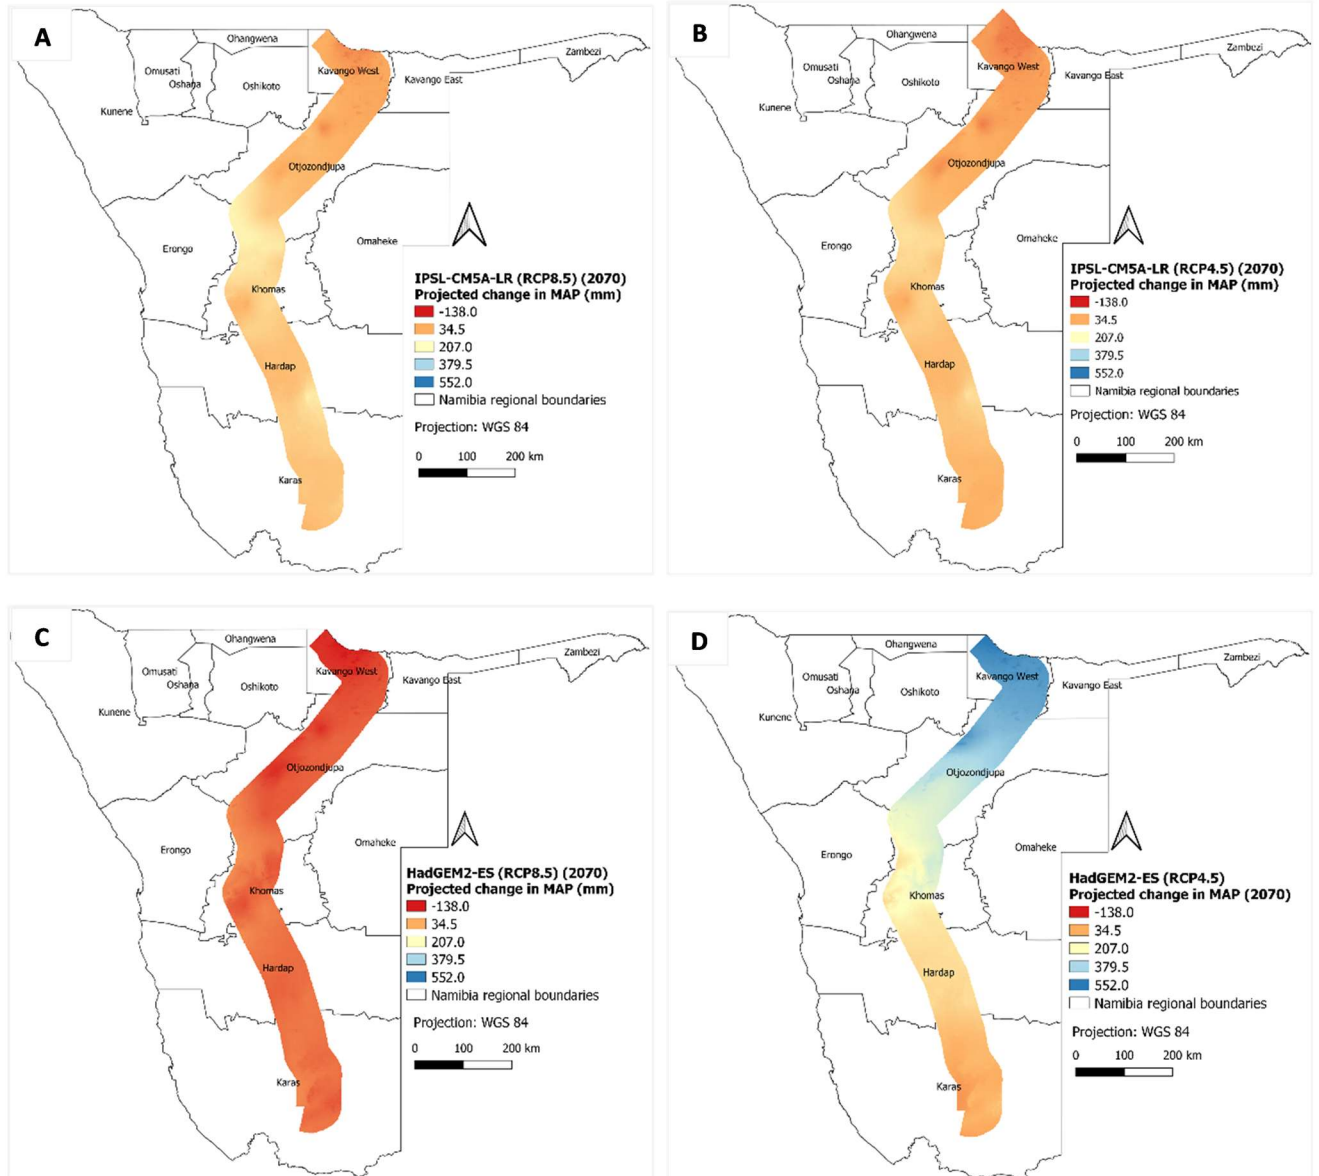 A
Ohangwena
Zambezi
Omusati
Oshana
Oshikoto
Kavango West
Kavango East
Kunene
Otjozondjupa
Erongo
Omaheke
Khomas
Hardap
Karas
IPSL-CM5A-LR (RCP8.5) (2070)
Projected change in MAP (mm)
-138.0
34.5
207.0
379.5
552.0
Namibia regional boundaries
Projection: WGS 84
0 100 200 km
B
Ohangwena
Zambezi
Omusati
Oshana
Oshikoto
Kavango West
Kavango East
Kunene
Otjozondjupa
Erongo
Omaheke
Khomas
Hardap
Karas
IPSL-CM5A-LR (RCP4.5) (2070)
Projected change in MAP (mm)
-138.0
34.5
207.0
379.5
552.0
Namibia regional boundaries
Projection: WGS 84
0 100 200 km
C
Ohangwena
Zambezi
Omusati
Oshana
Oshikoto
Kavango West
Kavango East
Kunene
Otjozondjupa
Erongo
Omaheke
Khomas
Hardap
Karas
HadGEM2-ES (RCP8.5) (2070)
Projected change in MAP (mm)
-138.0
34.5
207.0
379.5
552.0
Namibia regional boundaries
Projection: WGS 84
0 100 200 km
D
Ohangwena
Zambezi
Omusati
Oshana
Oshikoto
Kavango West
Kavango East
Kunene
Otjozondjupa
Erongo
Omaheke
Khomas
Hardap
Karas
HadGEM2-ES (RCP4.5)
Projected change in MAP (2070)
-138.0
34.5
207.0
379.5
552.0
Namibia regional boundaries
Projection: WGS 84
0 100 200 km